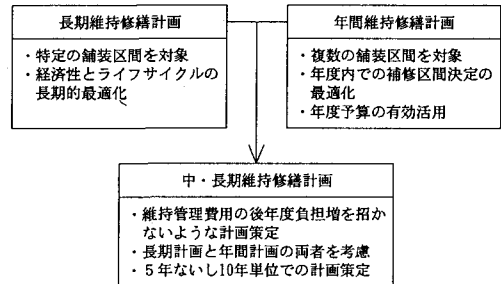 長期維持修繕計画
・特定の舗装区間を対象
・経済性とライフサイクルの
長期的最適化
年間維持修繕計画
・複数の舗装区間を対象
・年度内での補修区間決定の
最適化
・年度予算の有効活用
中・長期維持修繕計画
・維持管理費用の後年度負担増を招か
ないような計画策定
・長期計画と年間計画の両者を考慮
・５年ないし10年単位での計画策定